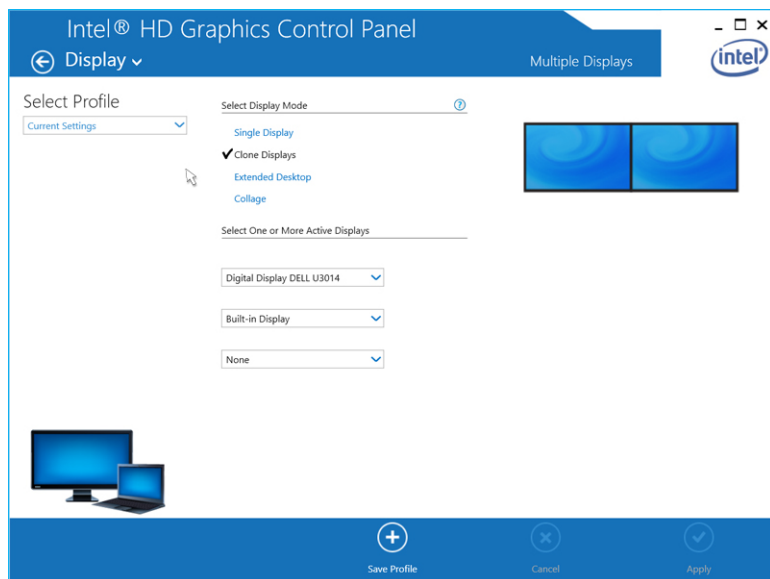 Intel® HD Graphics Control Panel
Display
Multiple Displays
intel
Select Profile
Current Settings
Select Display Mode
?
Single Display
Clone Displays
Extended Desktop
Collage
Select One or More Active Displays
Digital Display DELL U3014
Built-in Display
None
Save Profile
Cancel
Apply